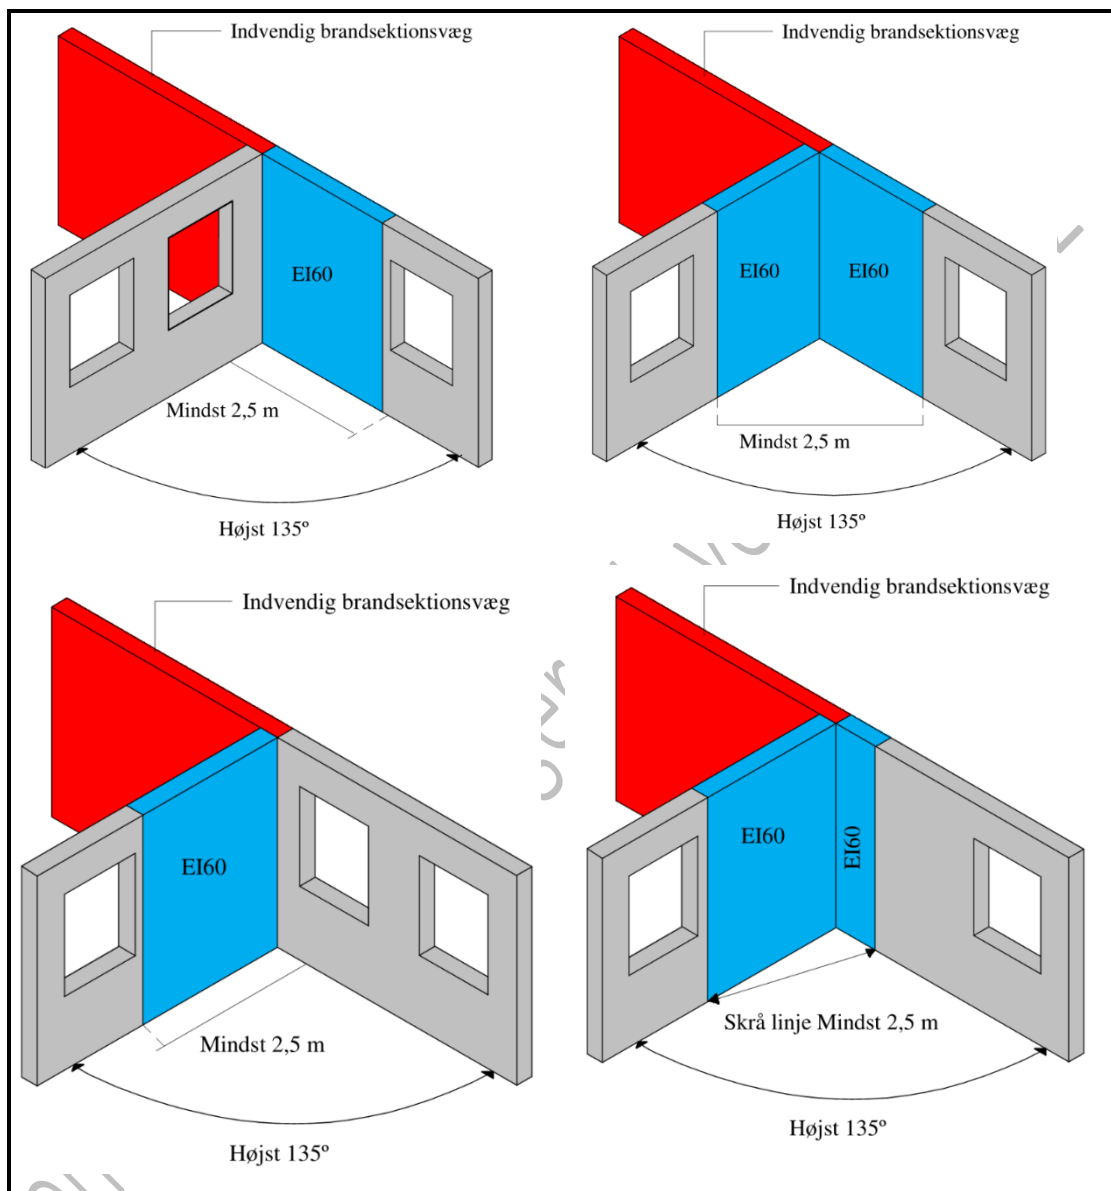 Indvendig brandsektionsvæg
EI60
Mindst 2,5 m
Højst 135º
Indvendig brandsektionsvæg
EI60
EI60
Mindst 2,5 m
Højst 135º
Indvendig brandsektionsvæg
EI60
Mindst 2,5 m
Højst 135º
Indvendig brandsektionsvæg
EI60
EI60
Skrå linje Mindst 2,5 m
Højst 135º